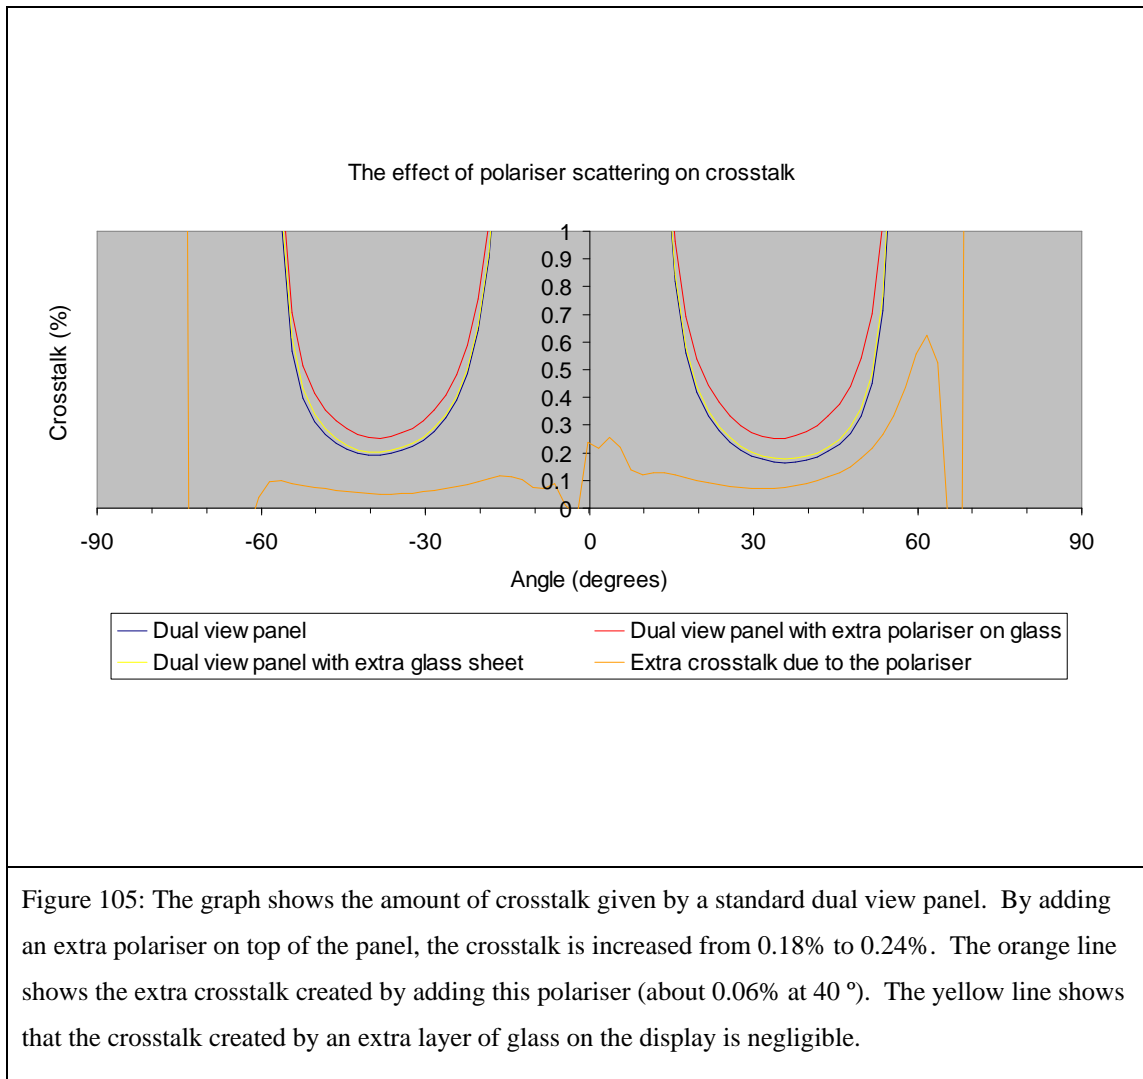 The effect of polariser scattering on crosstalk
1
0.9
0.8
0.7
0.6
0.5
0.4
0.3
0.2
0.1
0
Crosstalk (%)
-90 -60 -30 0 30 60 90
Angle (degrees)
Dual view panel Dual view panel with extra polariser on glass
Dual view panel with extra glass sheet Extra crosstalk due to the polariser
Figure 105: The graph shows the amount of crosstalk given by a standard dual view panel. By adding
an extra polariser on top of the panel, the crosstalk is increased from 0.18% to 0.24%. The orange line
shows the extra crosstalk created by adding this polariser (about 0.06% at 40 º). The yellow line shows
that the crosstalk created by an extra layer of glass on the display is negligible.